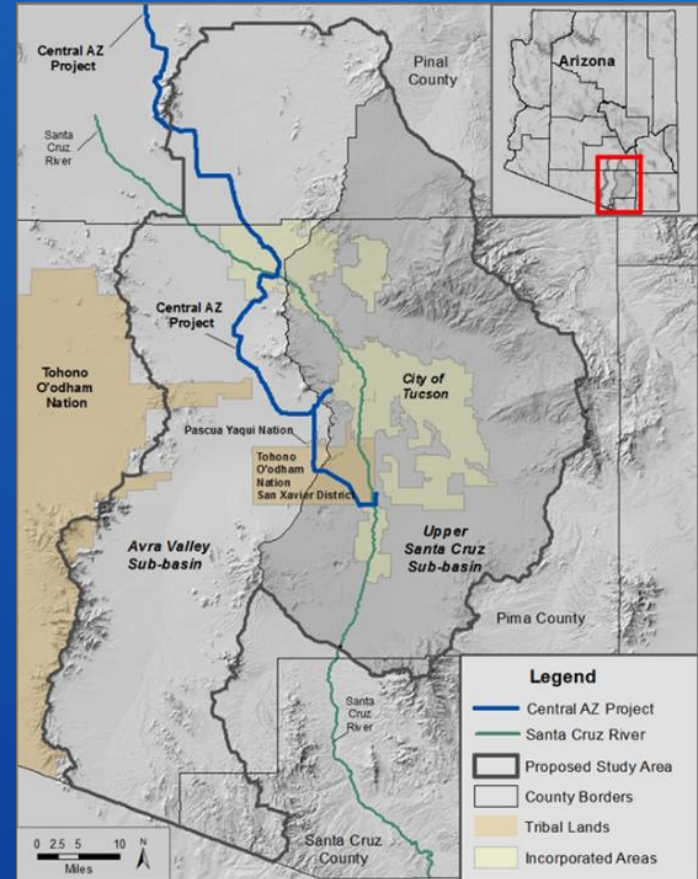 Central AZ
Project
Pinal
County
Arizona
Santa
Cruz
River
Central AZ
Project
Tohono
O'odham
Nation
City of
Tucson
Pascua Yaqui Nation
Tohono
O'odham
Nation
San Xavier District
Avra Valley
Sub-basin
Upper
Santa Cruz
Sub-basin
Pima County
Santa
Cruz
River
Santa Cruz
County
0 2.5 5 10
Miles
N
Legend
Central AZ Project
Santa Cruz River
Proposed Study Area
County Borders
Tribal Lands
Incorporated Areas